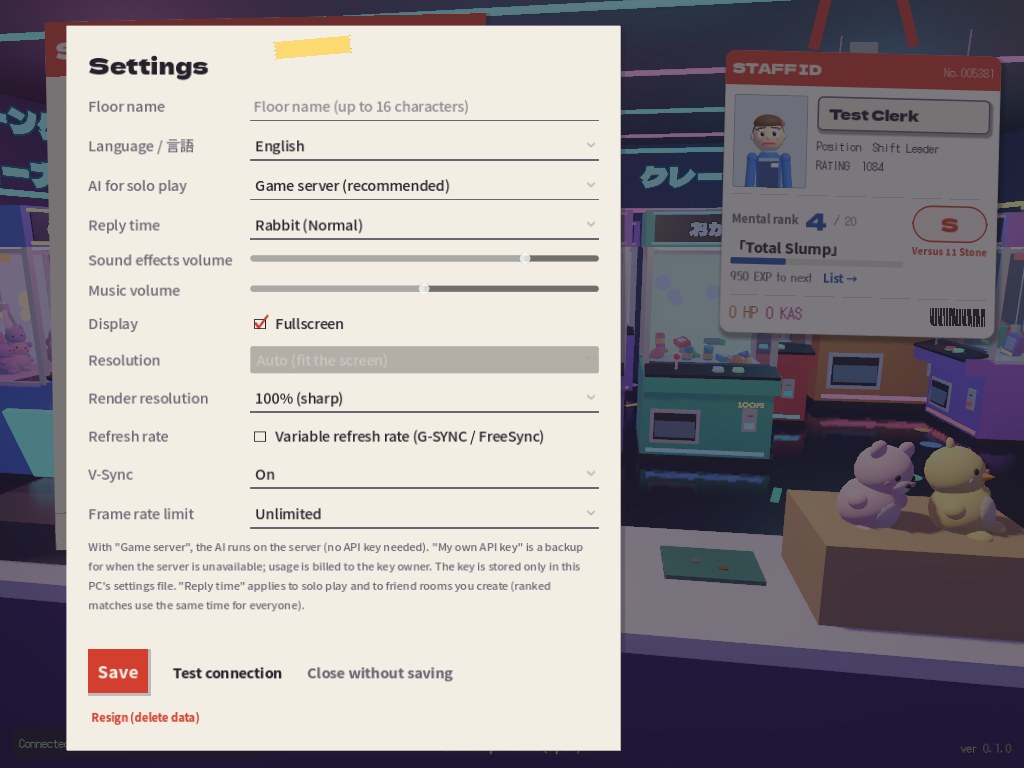 Settings
Floor name
Floor name (up to 16 characters)
Language / 言語
English
AI for solo play
Game server (recommended)
Reply time
Rabbit (Normal)
Sound effects volume
Music volume
Display
Fullscreen
Resolution
Auto (fit the screen)
Render resolution
100% (sharp)
Refresh rate
Variable refresh rate (G-SYNC / FreeSync)
V-Sync
On
Frame rate limit
Unlimited
With "Game server", the AI runs on the server (no API key needed). "My own API key" is a backup
for when the server is unavailable; usage is billed to the key owner. The key is stored only in this
PC's settings file. "Reply time" applies to solo play and to friend rooms you create (ranked
matches use the same time for everyone).
Save
Test connection
Close without saving
Resign (delete data)
Connected
STAFF ID
No. 005381
Test Clerk
Position Shift Leader
RATING 1084
Mental rank 4 / 20
「Total Slump」
950 EXP to next List →
S
Versus 11 Stone
0 HP 0 KAS
クレー
LOOPY
ver 0.1.0